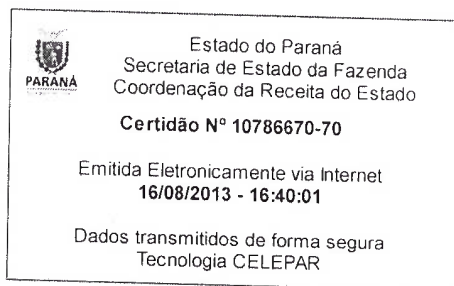 Estado do Paraná
Secretaria de Estado da Fazenda
PARANÁ
Coordenação da Receita do Estado
Certidão Nº 10786670-70
Emitida Eletronicamente via Internet
16/08/2013 - 16:40:01
Dados transmitidos de forma segura
Tecnologia CELEPAR